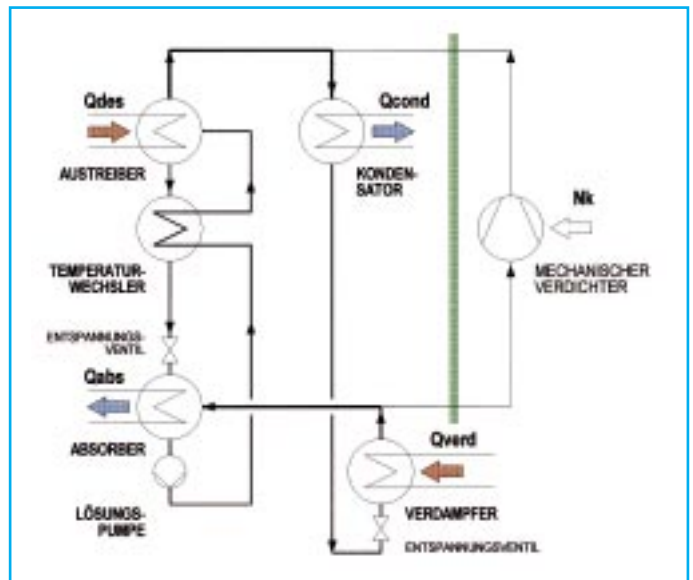 Qdes
AUSTREIBER
Qcond
KONDEN-
SATOR
Nk
MECHANISCHER
VERDICHTER
TEMPERATUR-
WECHSLER
ENTSPANNUNGS-
VENTIL
Qabs
ABSORBER
LÖSUNGS-
PUMPE
Qverd
VERDAMPFER
ENTSPANNUNGSVENTIL